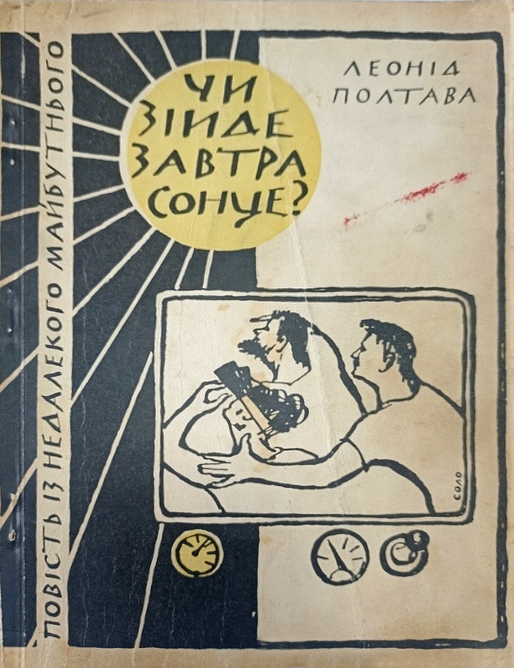 ЧИ
ЗІЙДЕ
ЗАВТРА
СОНЦЕ?
ЛЕОНІД
ПОЛТАВА
ПОВІСТЬ ІЗ НЕДАЛЕКОГО МАЙБУТНЬОГО
СОЛО